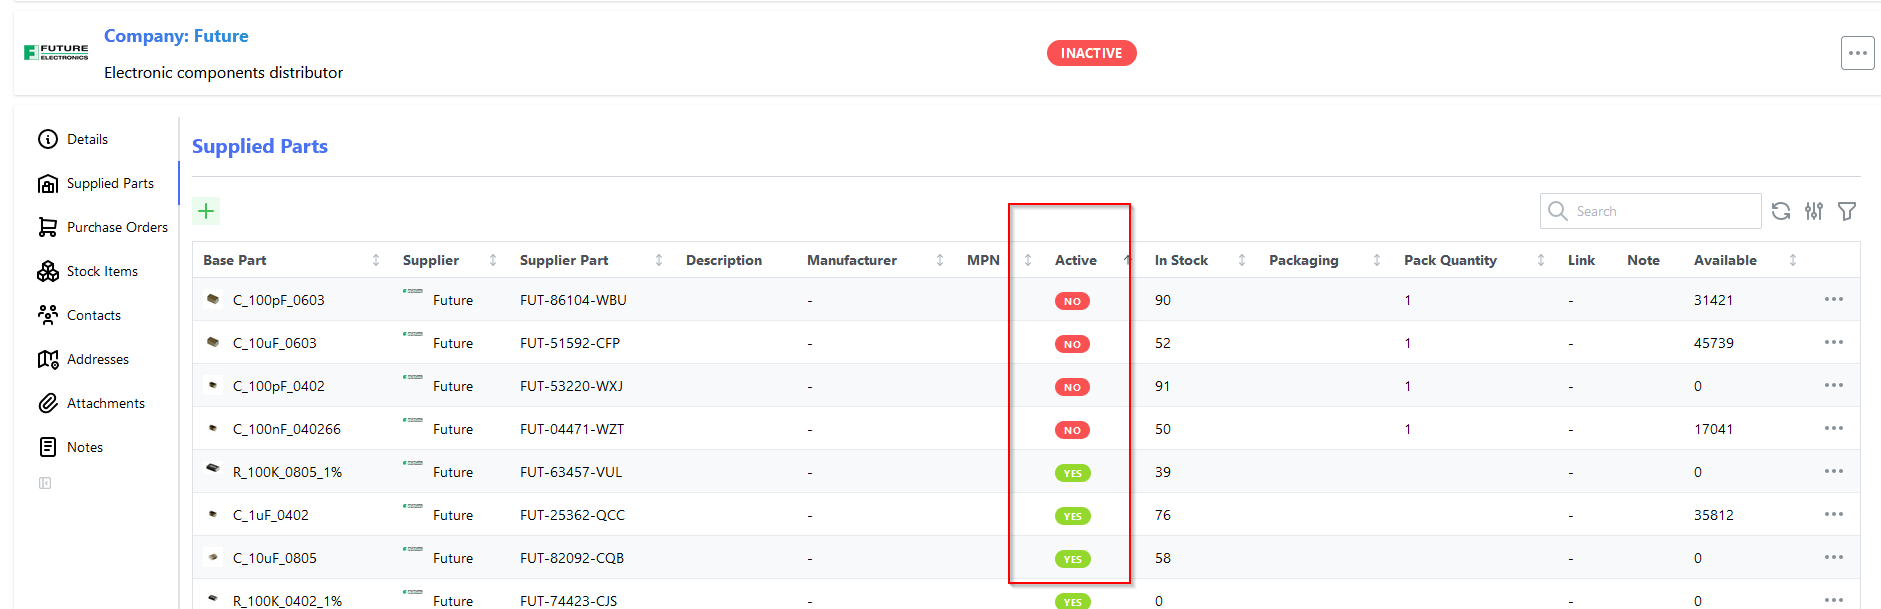 FUTURE
ELECTRONICS
Company: Future
Electronic components distributor
INACTIVE
Details
Supplied Parts
Purchase Orders
Stock Items
Contacts
Addresses
Attachments
Notes
Supplied Parts
Search
Base Part Supplier Supplier Part Description Manufacturer MPN Active In Stock Packaging Pack Quantity Link Note Available
C_100pF_0603 Future FUT-86104-WBU - NO 90 1 - 31421
C_10uF_0603 Future FUT-51592-CFP - NO 52 1 - 45739
C_100pF_0402 Future FUT-53220-WXJ - NO 91 1 - 0
C_100nF_040266 Future FUT-04471-WZT - NO 50 1 - 17041
R_100K_0805_1% Future FUT-63457-VUL - YES 39 - 0
C_1uF_0402 Future FUT-25362-QCC - YES 76 - 35812
C_10uF_0805 Future FUT-82092-CQB - YES 58 - 0
R_100K_0402_1% Future FUT-74423-CJS - YES 0 - 0